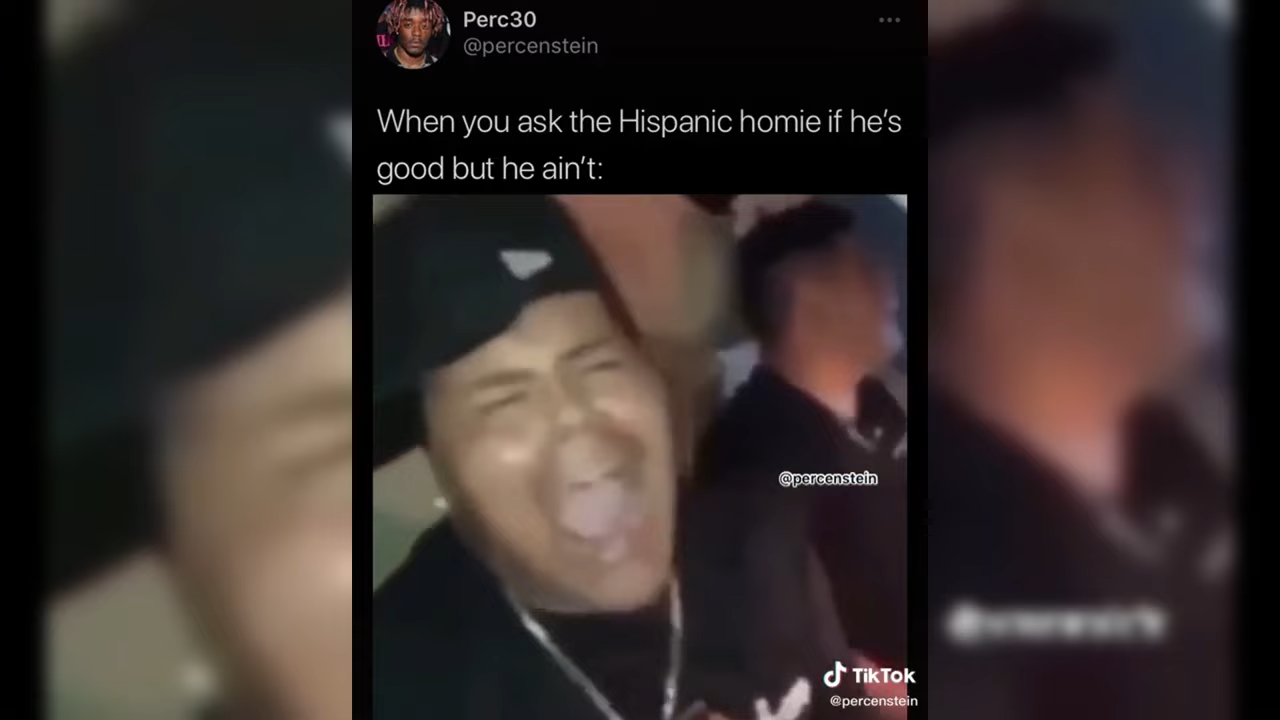 Perc30
@percenstein
When you ask the Hispanic homie if he's
good but he ain't:
@percenstein
TikTok
@percenstein